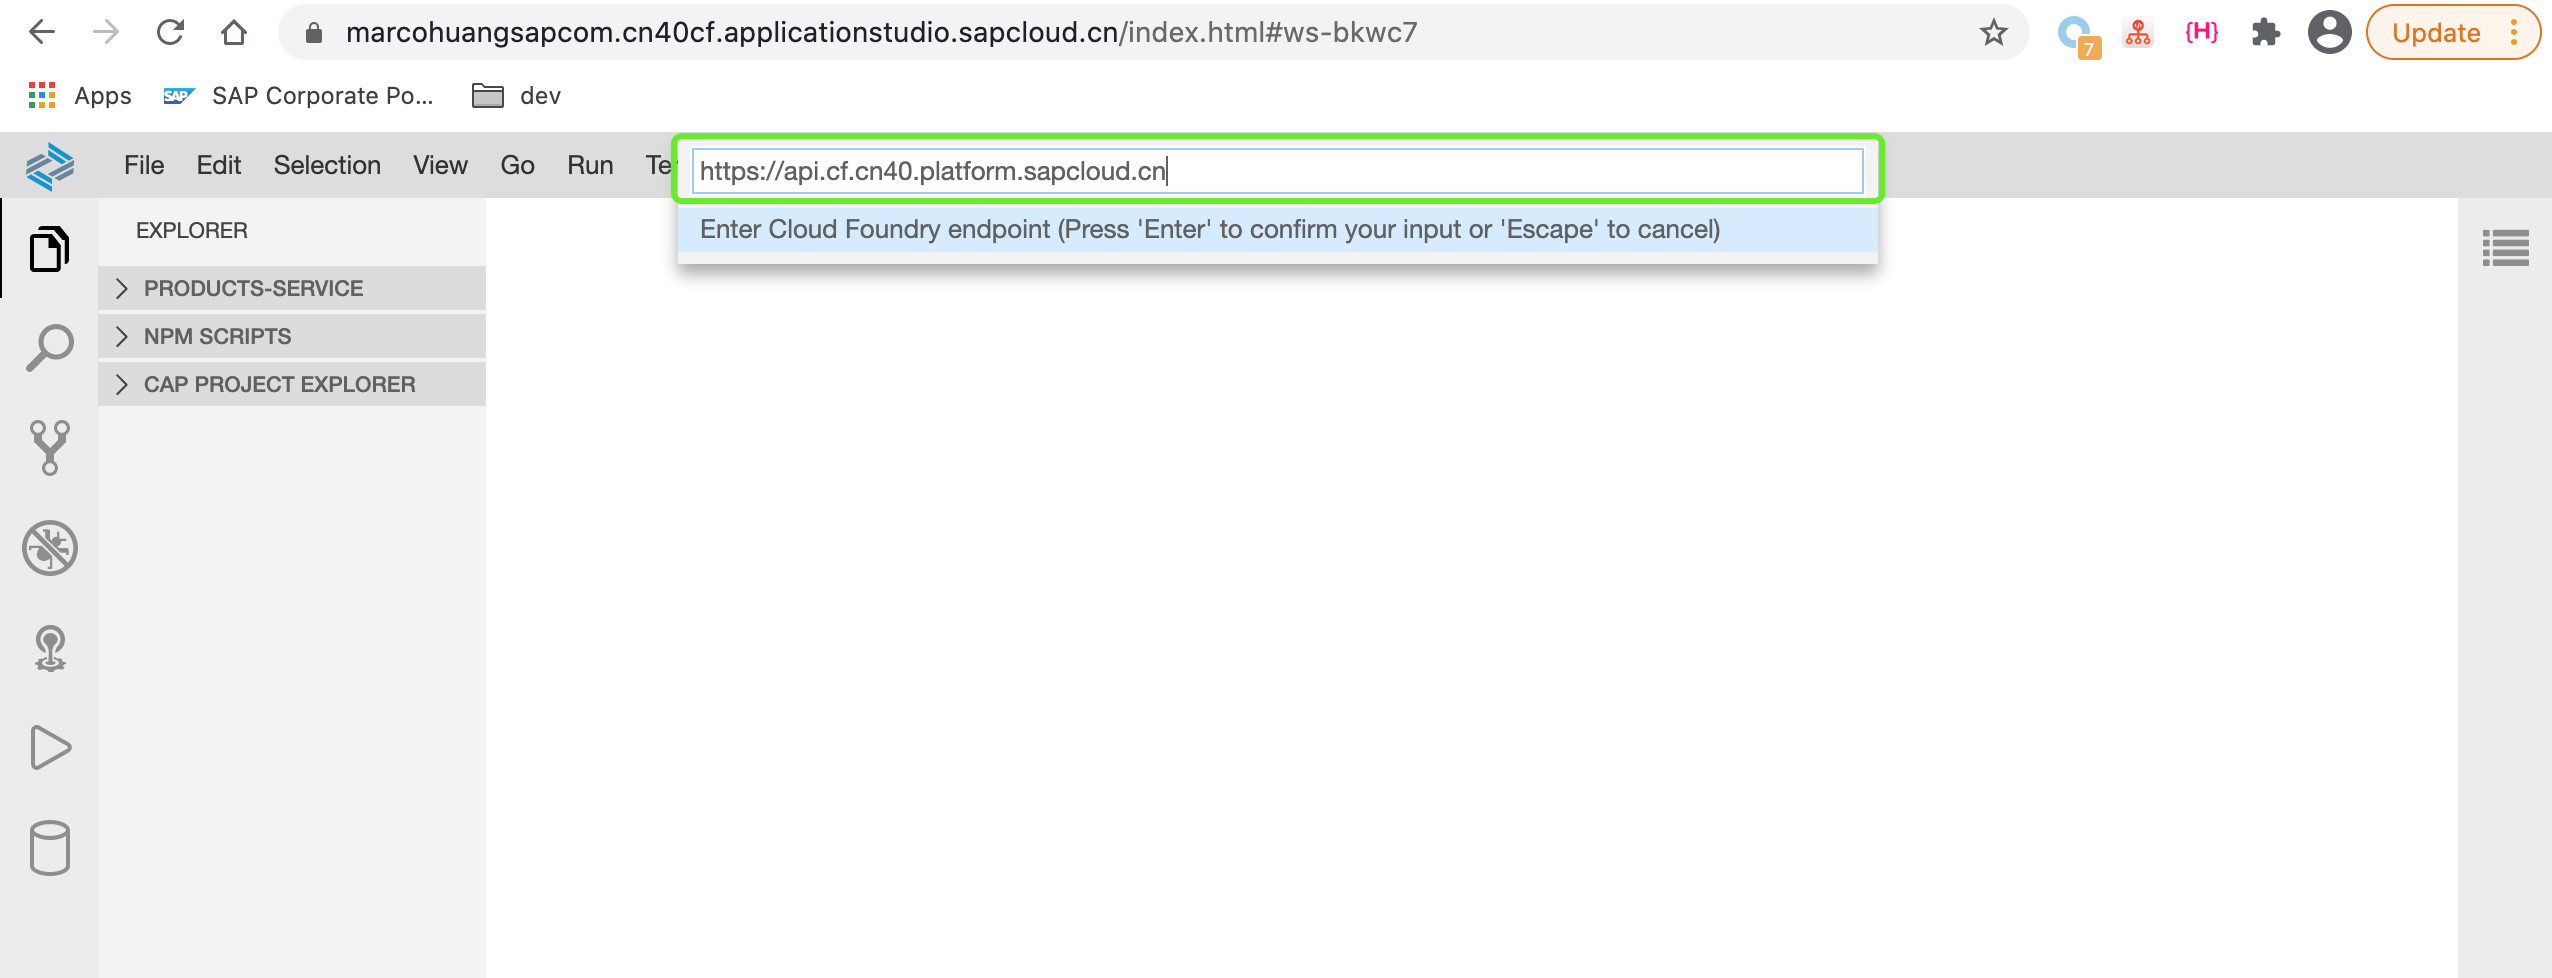 marcohuangsapcom.cn40cf.applicationstudio.sapcloud.cn/index.html#ws-bkwc7
7
{H}
Update
Apps
SAP
SAP Corporate Po...
dev
File Edit Selection View Go Run Te
https://api.cf.cn40.platform.sapcloud.cn
Enter Cloud Foundry endpoint (Press 'Enter' to confirm your input or 'Escape' to cancel)
EXPLORER
PRODUCTS-SERVICE
NPM SCRIPTS
CAP PROJECT EXPLORER